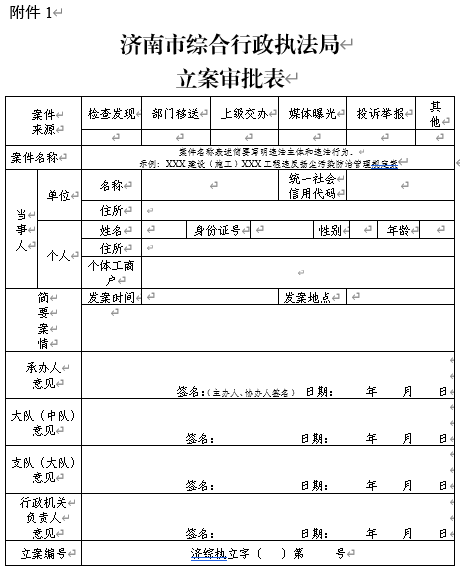 附件 1
济南市综合行政执法局
立案审批表
案件来源 检查发现 部门移送 上级交办 媒体曝光 投诉举报 其他
案件名称 案件名称表述简要写明违法主体和违法行为。
示例：XXX 建设（施工）XXX 工程违反扬尘污染防治管理规定案
当事人 单位 名称 统一社会信用代码
住所
个人 姓名 身份证号 性别 年龄
住所
个体工商户
简要案情 发案时间 发案地点
承办人意见
签名：（主办人、协办人签名） 日期： 年 月 日
大队（中队）意见
签名： 日期： 年 月 日
支队（大队）意见
签名： 日期： 年 月 日
行政机关负责人意见
签名： 日期： 年 月 日
立案编号 济综执立字〔 〕第 号